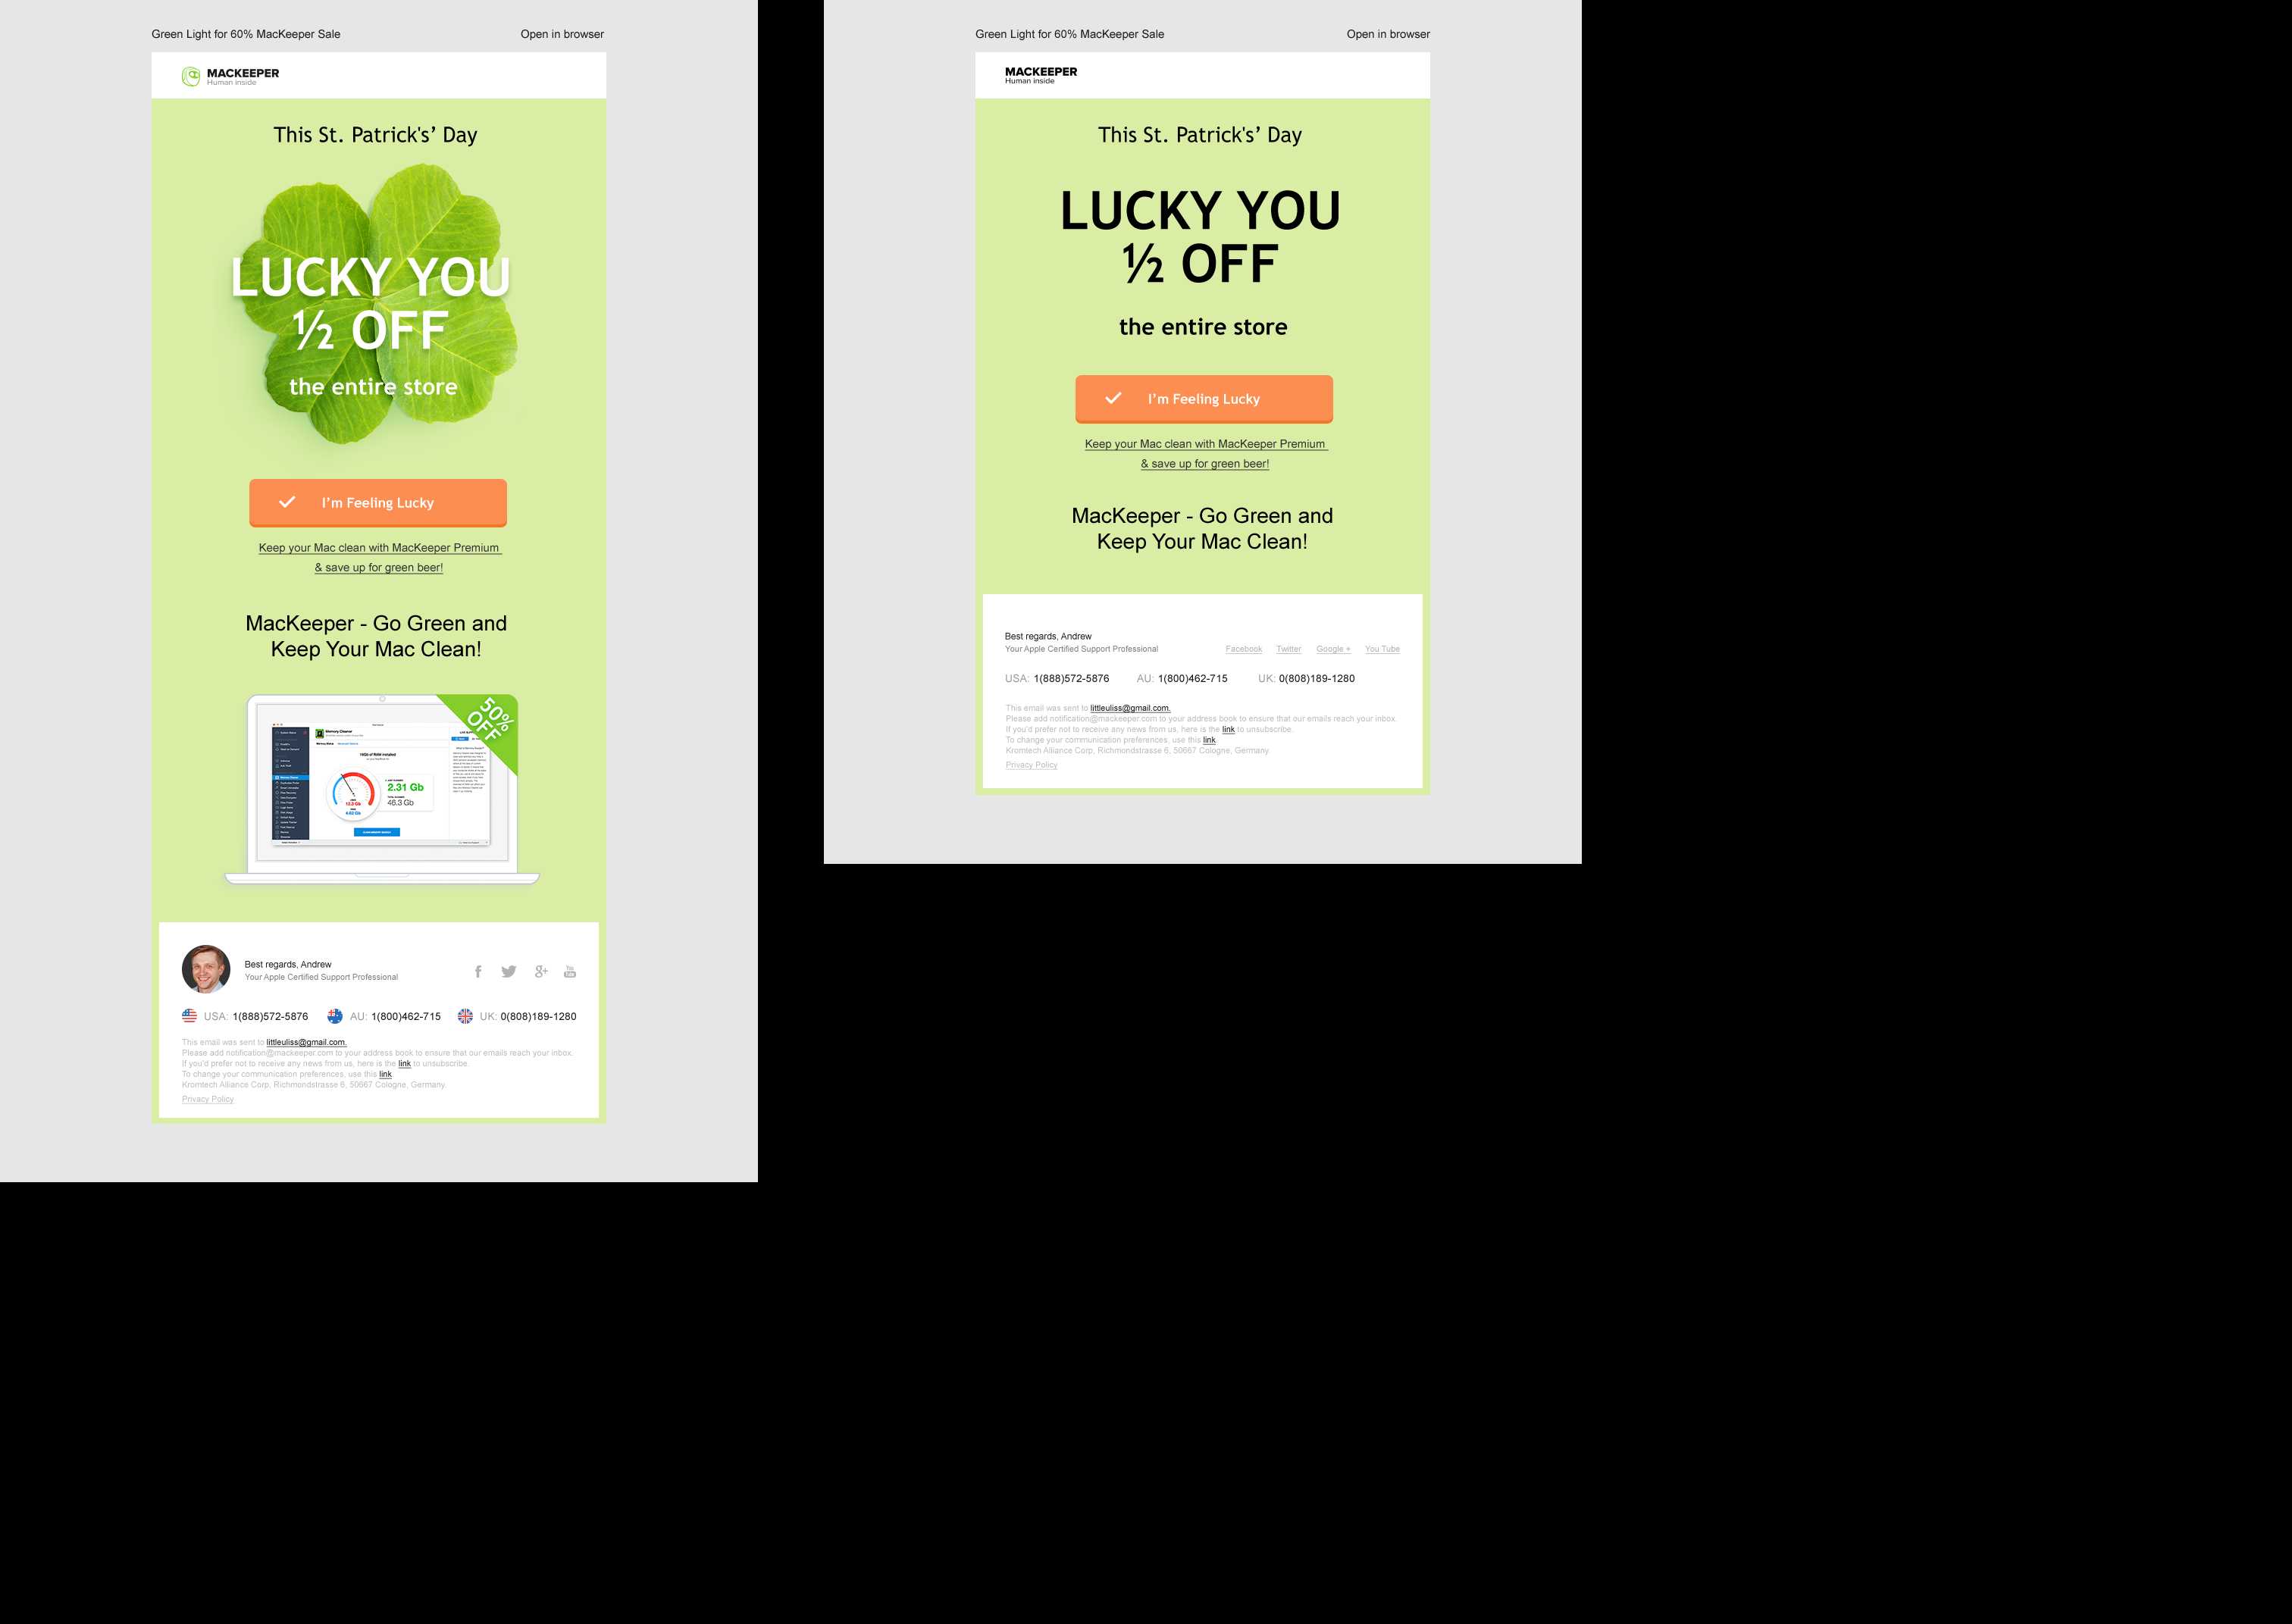 Green Light for 60% MacKeeper Sale
Open in browser
MACKEEPER
Human inside
This St. Patrick's’ Day
LUCKY YOU
½ OFF
the entire store
I’m Feeling Lucky
Keep your Mac clean with MacKeeper Premium
& save up for green beer!
MacKeeper - Go Green and
Keep Your Mac Clean!
50%
OFF
Memory Cleaner
2.31 Gb
46.3 Gb
Best regards, Andrew
Your Apple Certified Support Professional
USA: 1(888)572-5876 AU: 1(800)462-715 UK: 0(808)189-1280
This email was sent to littleuliss@gmail.com.
Please add notification@mackeeper.com to your address book to ensure that our emails reach your inbox.
If you'd prefer not to receive any news from us, here is the link to unsubscribe.
To change your communication preferences, use this link
Kromtech Alliance Corp, Richmondstrasse 6, 50667 Cologne, Germany
Privacy Policy
Green Light for 60% MacKeeper Sale
Open in browser
MACKEEPER
Human inside
This St. Patrick's’ Day
LUCKY YOU
½ OFF
the entire store
I’m Feeling Lucky
Keep your Mac clean with MacKeeper Premium
& save up for green beer!
MacKeeper - Go Green and
Keep Your Mac Clean!
Best regards, Andrew
Your Apple Certified Support Professional
Facebook Twitter Google + You Tube
USA: 1(888)572-5876 AU: 1(800)462-715 UK: 0(808)189-1280
This email was sent to littleuliss@gmail.com.
Please add notification@mackeeper.com to your address book to ensure that our emails reach your inbox.
If you'd prefer not to receive any news from us, here is the link to unsubscribe.
To change your communication preferences, use this link
Kromtech Alliance Corp, Richmondstrasse 6, 50667 Cologne, Germany
Privacy Policy